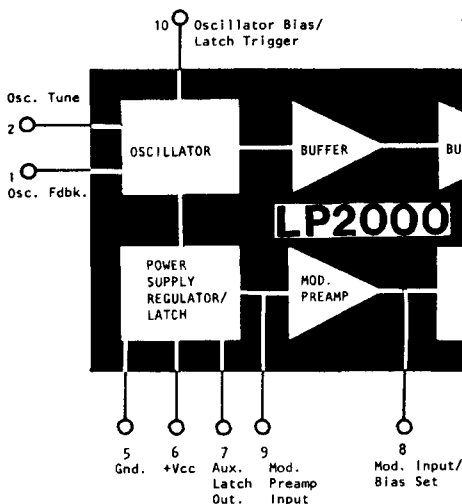 10 Oscillator Bias/
Latch Trigger
Osc. Tune
2
1
Osc. Fdbk.
OSCILLATOR
BUFFER
BU
LP2000
POWER
SUPPLY
REGULATOR/
LATCH
MOD.
PREAMP
5
Gnd.
6
+Vcc
7
Aux.
Latch
Out.
9
Mod.
Preamp
Input
8
Mod. Input/
Bias Set